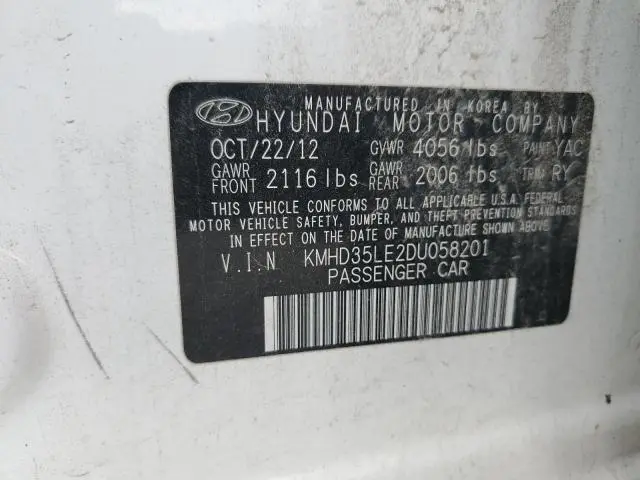 MANUFACTURED IN KOREA BY
HYUNDAI MOTOR COMPANY
OCT/22/12 GVWR 4056 lbs PAINT YAC
GAWR FRONT 2116 lbs GAWR REAR 2006 lbs TRIM RY
THIS VEHICLE CONFORMS TO ALL APPLICABLE U.S.A. FEDERAL
MOTOR VEHICLE SAFETY, BUMPER, AND THEFT PREVENTION STANDARDS
IN EFFECT ON THE DATE OF MANUFACTURE SHOWN ABOVE.
V.I.N KMHD35LE2DU058201
PASSENGER CAR